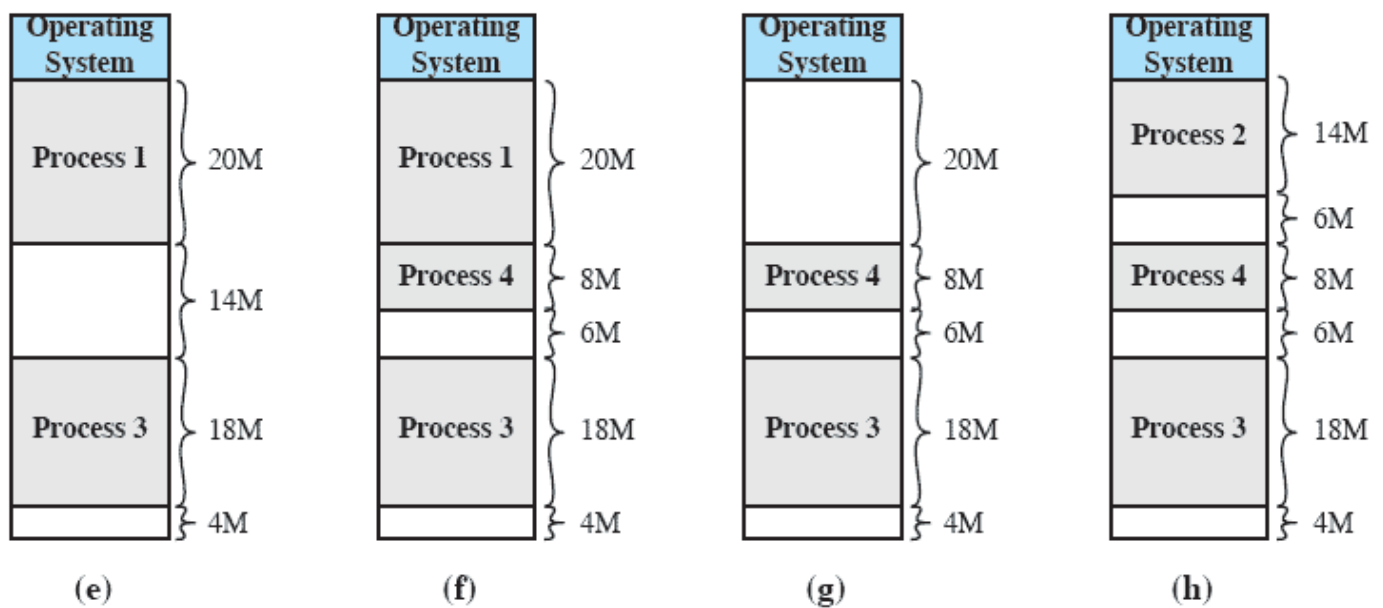 Operating
System
Process 1
20M
14M
Process 3
18M
4M
(e)
Operating
System
Process 1
20M
Process 4
8M
6M
Process 3
18M
4M
(f)
Operating
System
20M
Process 4
8M
6M
Process 3
18M
4M
(g)
Operating
System
Process 2
14M
6M
Process 4
8M
6M
Process 3
18M
4M
(h)